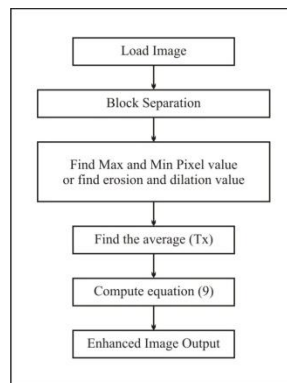 Load Image
Block Separation
Find Max and Min Pixel value
or find erosion and dilation value
Find the average (Tx)
Compute equation (9)
Enhanced Image Output